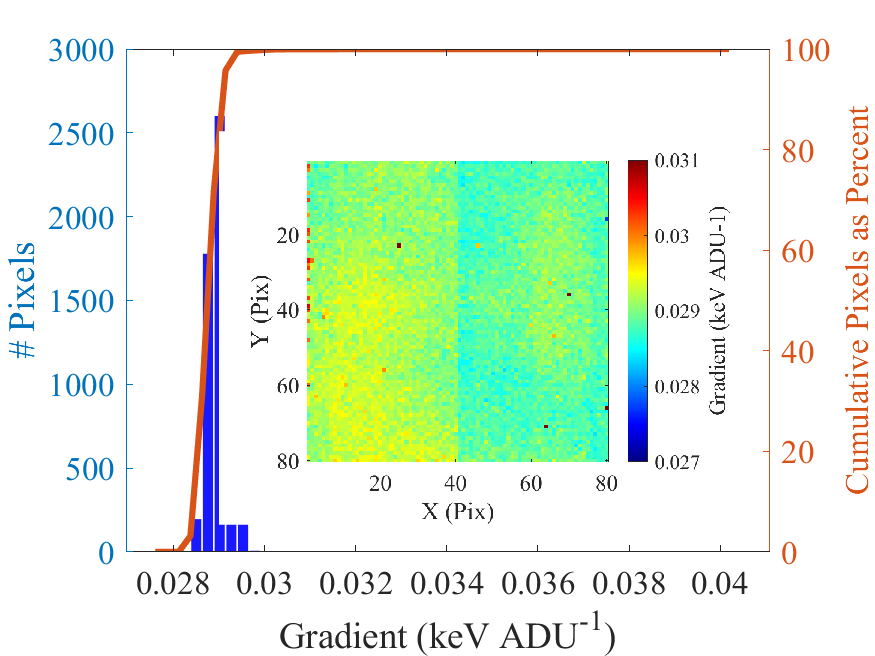 3000
2500
2000
1500
1000
500
0
# Pixels
100
80
60
40
20
0
Cumulative Pixels as Percent
0.028 0.03 0.032 0.034 0.036 0.038 0.04
Gradient (keV ADU-1)
20
40
60
80
Y (Pix)
20 40 60 80
X (Pix)
0.031
0.03
0.029
0.028
0.027
Gradient (keV ADU-1)